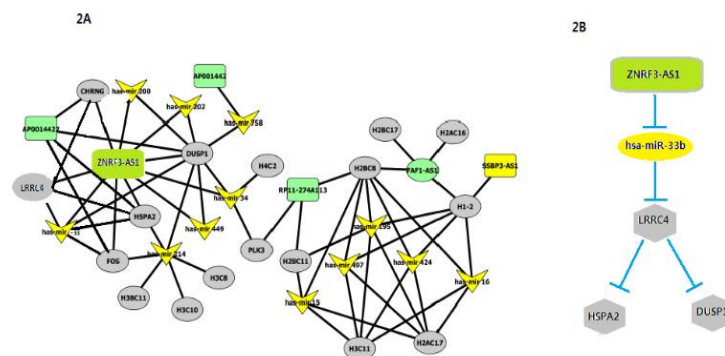 2A
2B
CHRNG
has-mir 200
has-mir 202
AP001442
has-mir 758
AP0014422
ZNRF3-AS1
DUSP1
H4C2
LRRL4
HSPA2
has-mir 34
has-mir 449
FOS
has-mir 214
PLK3
H3C8
H3BC11
H3C10
H2BC17
H2AC16
H2BC8
FAF1-AS1
SSBP3-AS1
RP11-274A113
H1-2
has-mir 195
H2BC11
has-mir 497
has-mir 424
has-mir 16
has-mir 15
H3C11
H2AC17
ZNRF3-AS1
hsa-miR-33b
LRRC4
HSPA2
DUSP1